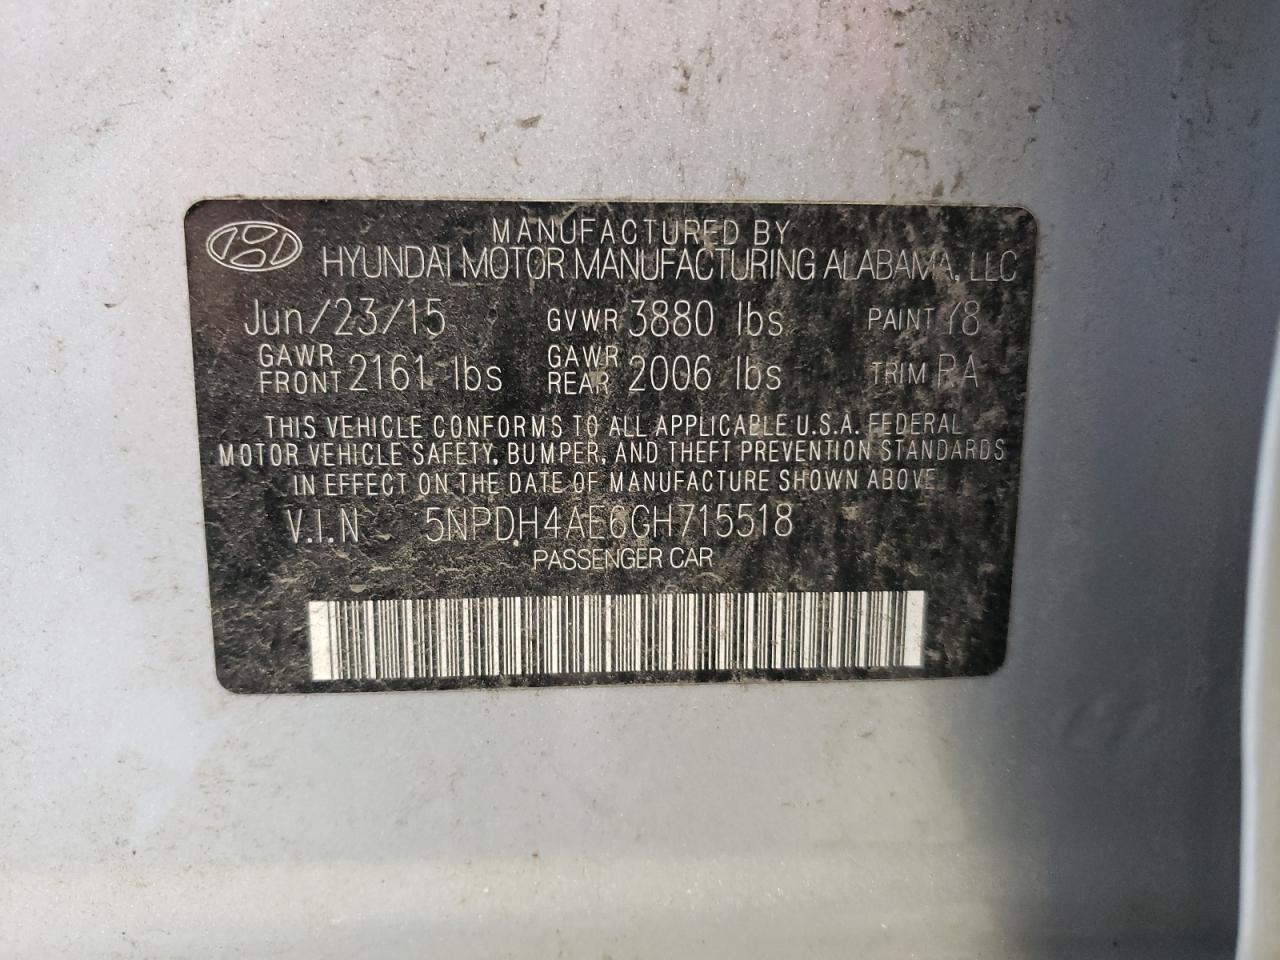 MANUFACTURED BY
HYUNDAI MOTOR MANUFACTURING ALABAMA, LLC
Jun/23/15 GVWR 3880 lbs PAINT Y8
GAWR FRONT 2161 lbs GAWR REAR 2006 lbs TRIM PA
THIS VEHICLE CONFORMS TO ALL APPLICABLE U.S.A. FEDERAL
MOTOR VEHICLE SAFETY, BUMPER, AND THEFT PREVENTION STANDARDS
IN EFFECT ON THE DATE OF MANUFACTURE SHOWN ABOVE.
V.I.N 5NPDH4AE6GH715518
PASSENGER CAR